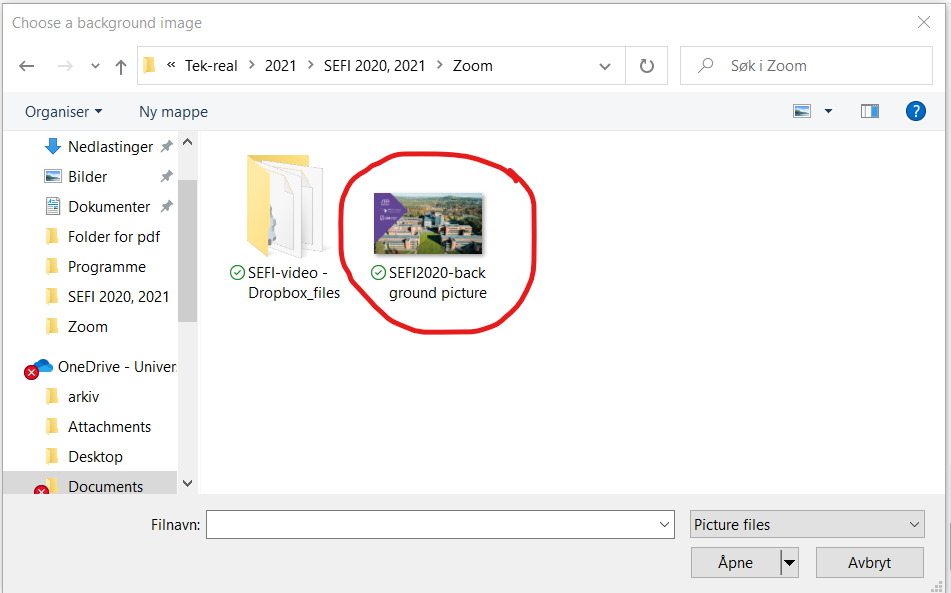 Choose a background image
« Tek-real > 2021 > SEFI 2020, 2021 > Zoom
Søk i Zoom
Organiser
Ny mappe
?
Nedlastinger
Bilder
Dokumenter
Folder for pdf
Programme
SEFI 2020, 2021
Zoom
OneDrive - Univer
arkiv
Attachments
Desktop
Documents
SEFI-video -
Dropbox_files
SEFI2020-back
ground picture
Filnavn:
Picture files
Åpne
Avbryt